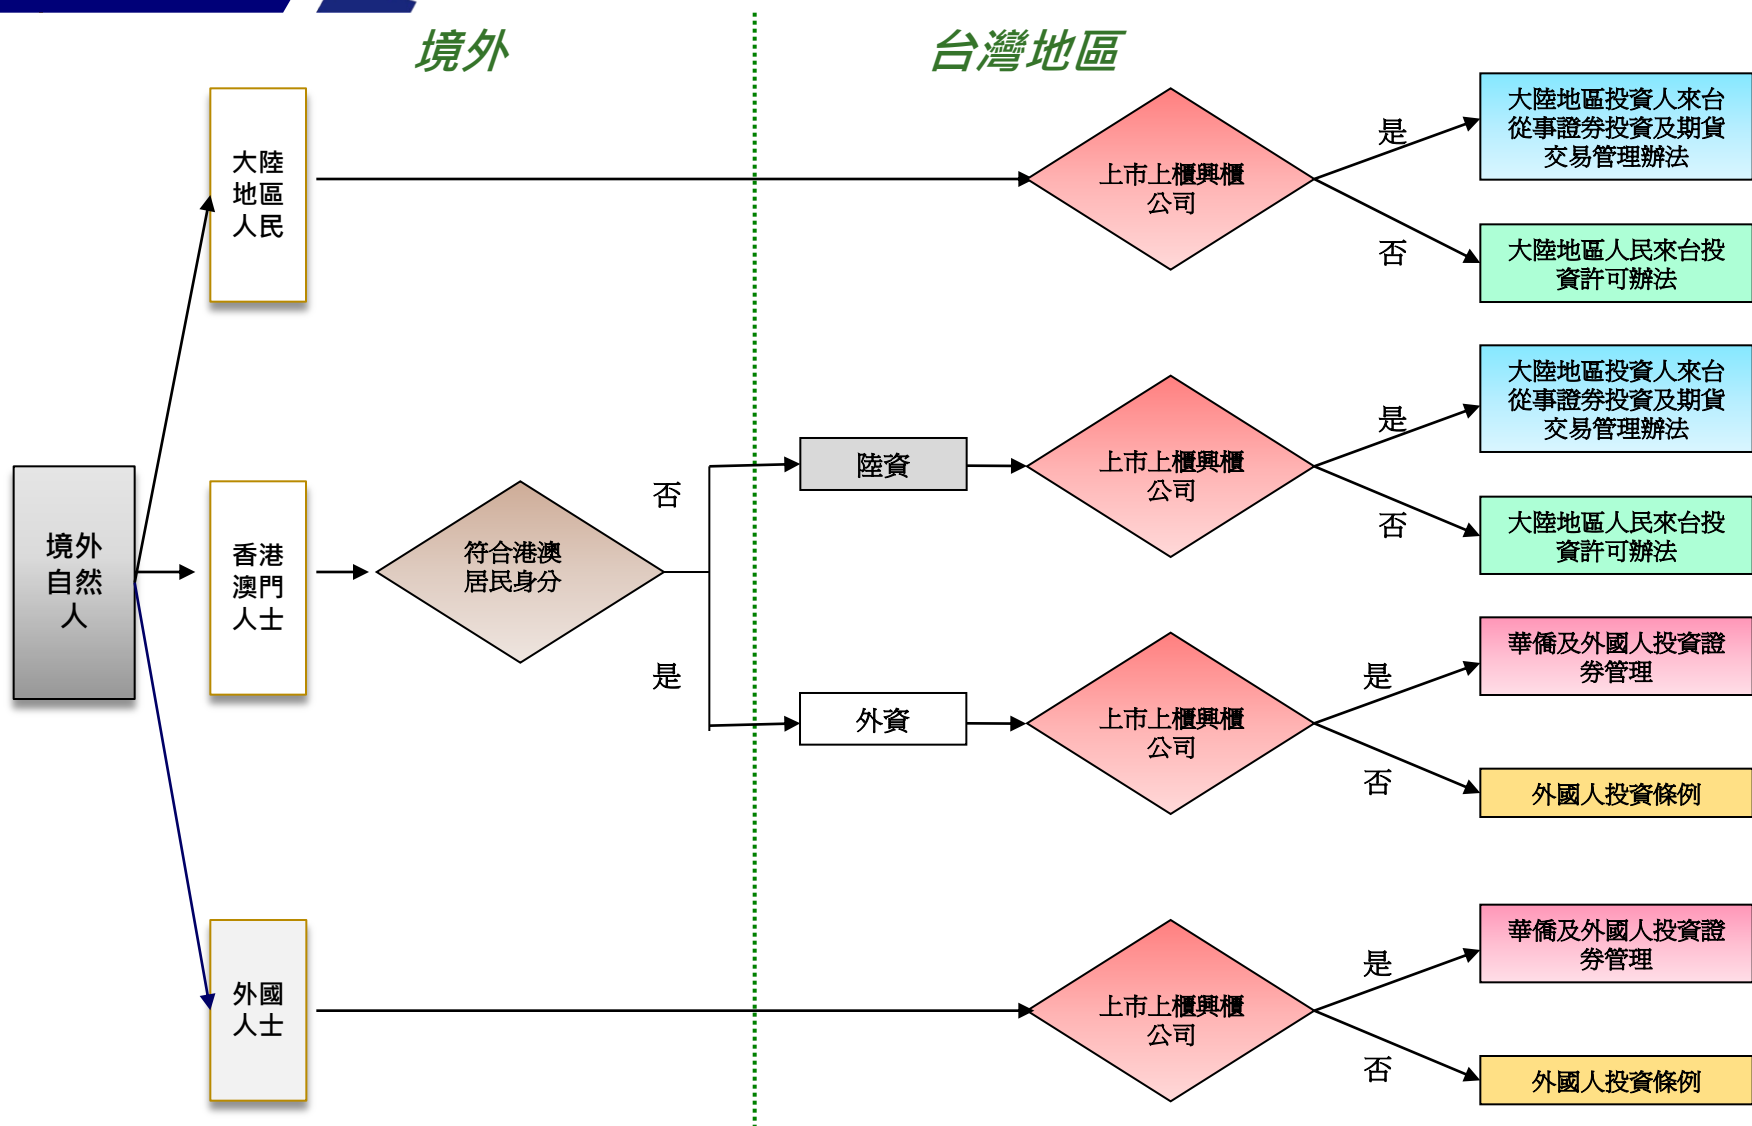 境外
台灣地區
大陸
地區
人民
上市上櫃興櫃
公司
是
否
大陸地區投資人來台
從事證券投資及期貨
交易管理辦法
大陸地區人民來台投
資許可辦法
境外
自然
人
香港
澳門
人士
符合港澳
居民身分
否
是
陸資
上市上櫃興櫃
公司
是
否
大陸地區投資人來台
從事證券投資及期貨
交易管理辦法
大陸地區人民來台投
資許可辦法
外資
上市上櫃興櫃
公司
是
否
華僑及外國人投資證
券管理
外國人投資條例
外國
人士
上市上櫃興櫃
公司
是
否
華僑及外國人投資證
券管理
外國人投資條例